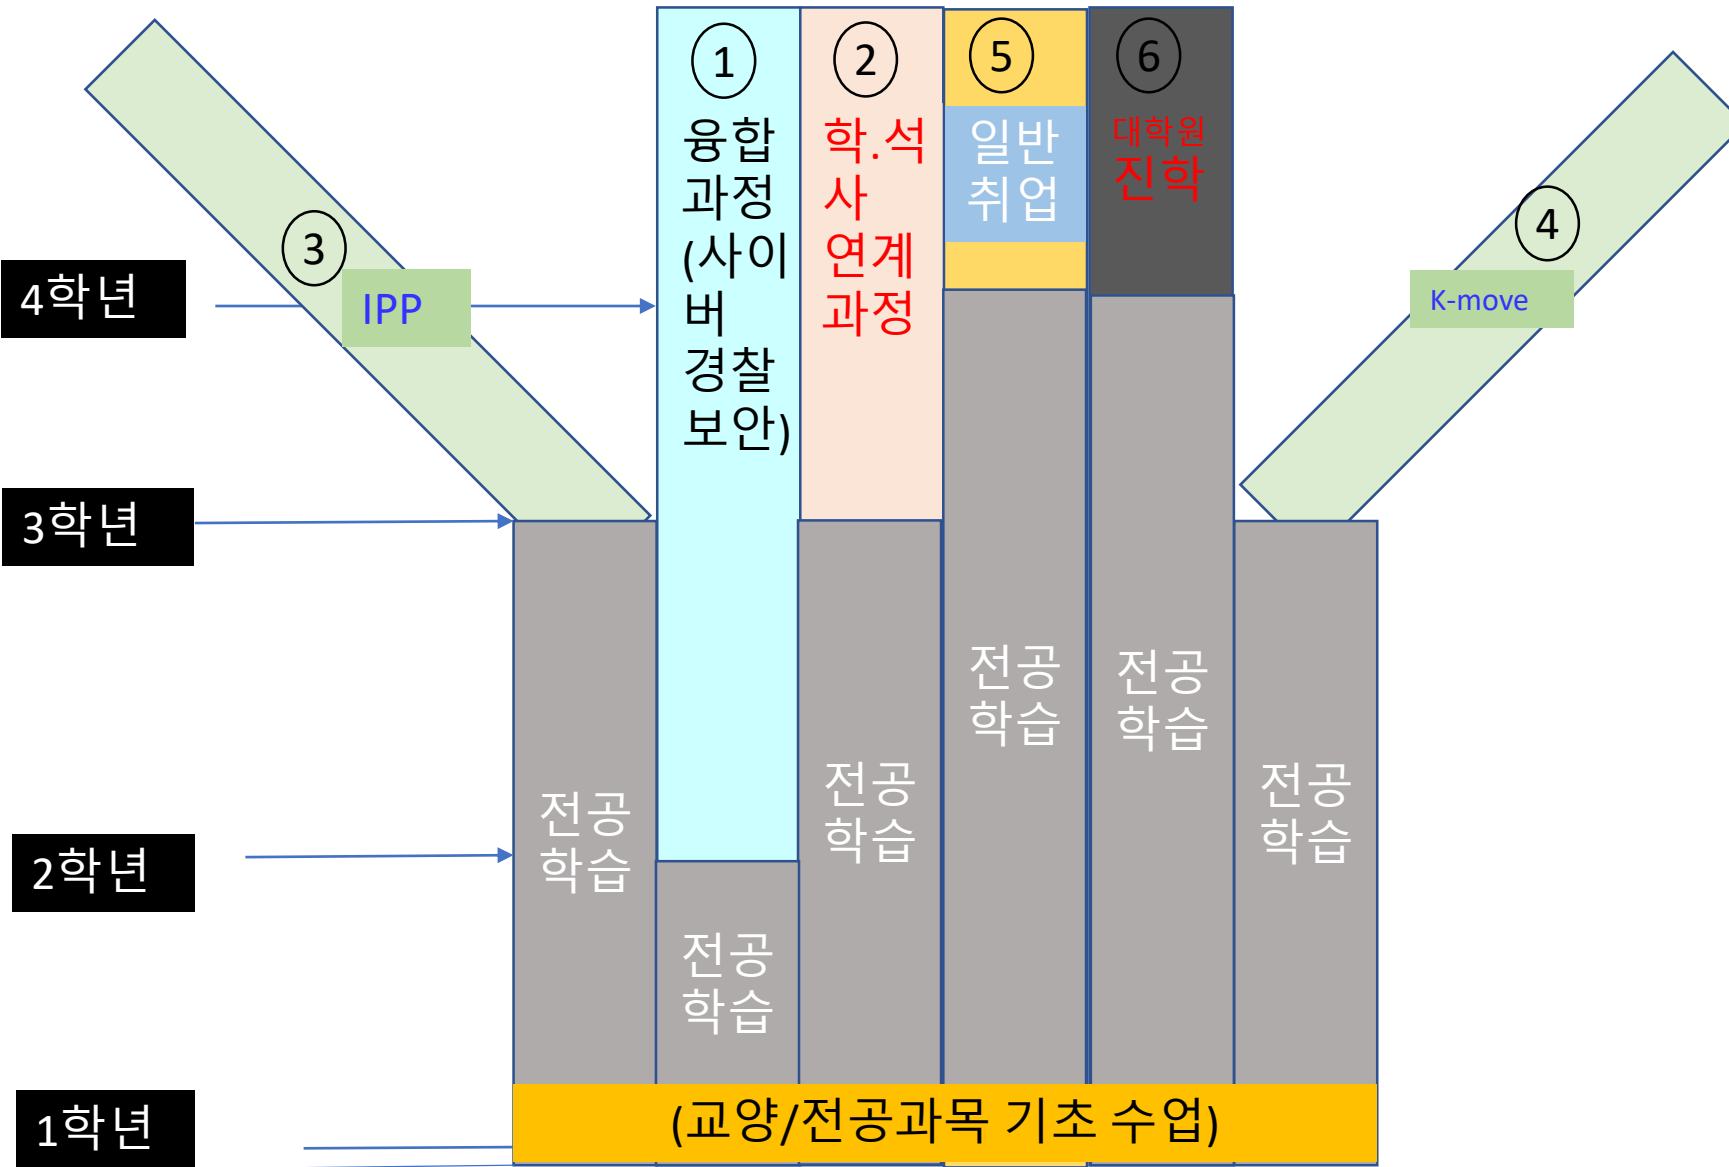 ①
융합
과정
(사이
버
경찰
보안)
②
학.석
사
연계
과정
⑤
일반
취업
⑥
대학원
진학
③
IPP
④
K-move
4학년
3학년
2학년
1학년
전공
학습
전공
학습
전공
학습
전공
학습
전공
학습
전공
학습
(교양/전공과목 기초 수업)